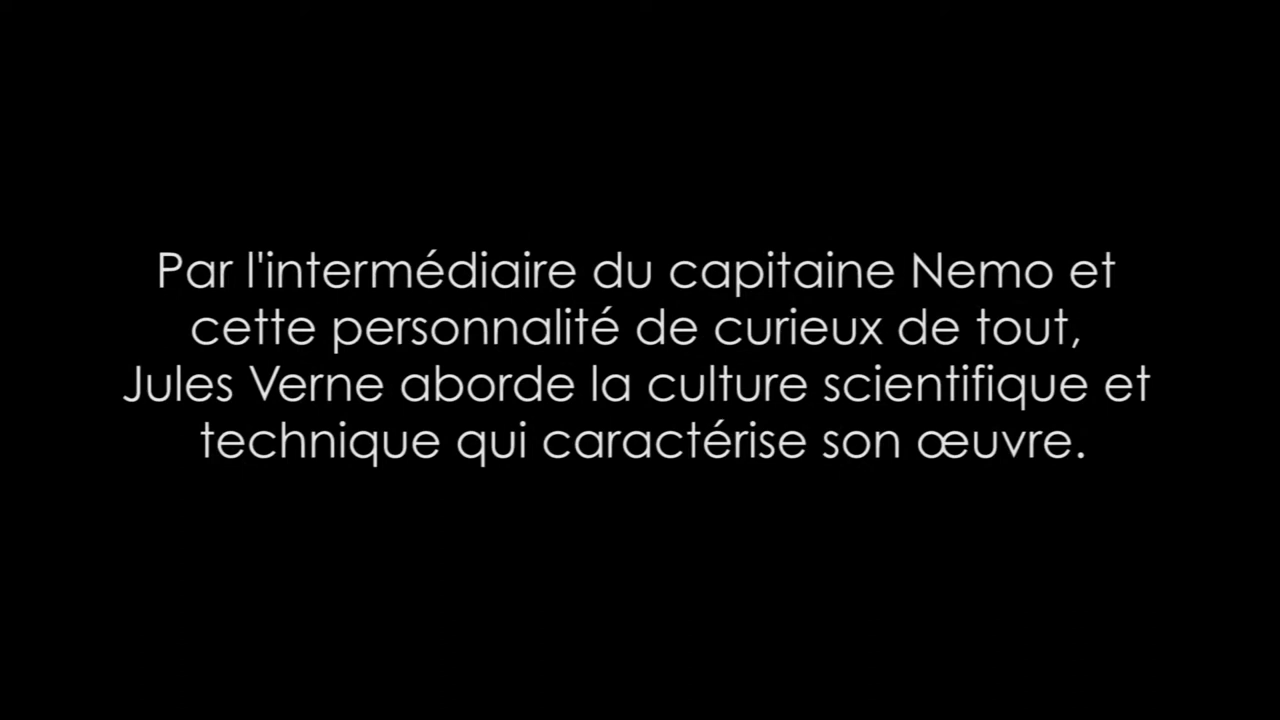 Par l'intermédiaire du capitaine Nemo et
cette personnalité de curieux de tout,
Jules Verne aborde la culture scientifique et
technique qui caractérise son œuvre.